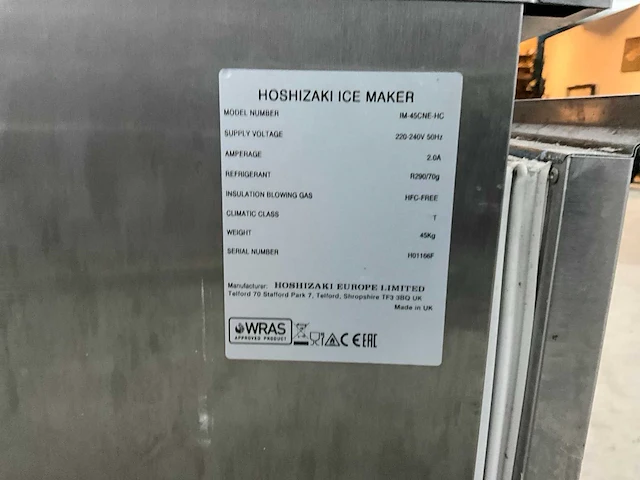 HOSHIZAKI ICE MAKER
MODEL NUMBER IM-45CNE-HC
SUPPLY VOLTAGE 220-240V 50Hz
AMPERAGE 2.0A
REFRIGERANT R290/70g
INSULATION BLOWING GAS HFC-FREE
CLIMATIC CLASS T
WEIGHT 45Kg
SERIAL NUMBER H01166F
Manufacturer: HOSHIZAKI EUROPE LIMITED
Telford 70 Stafford Park 7, Telford, Shropshire TF3 3BQ UK
Made in UK
WRAS CE EAC
APPROVED PRODUCT